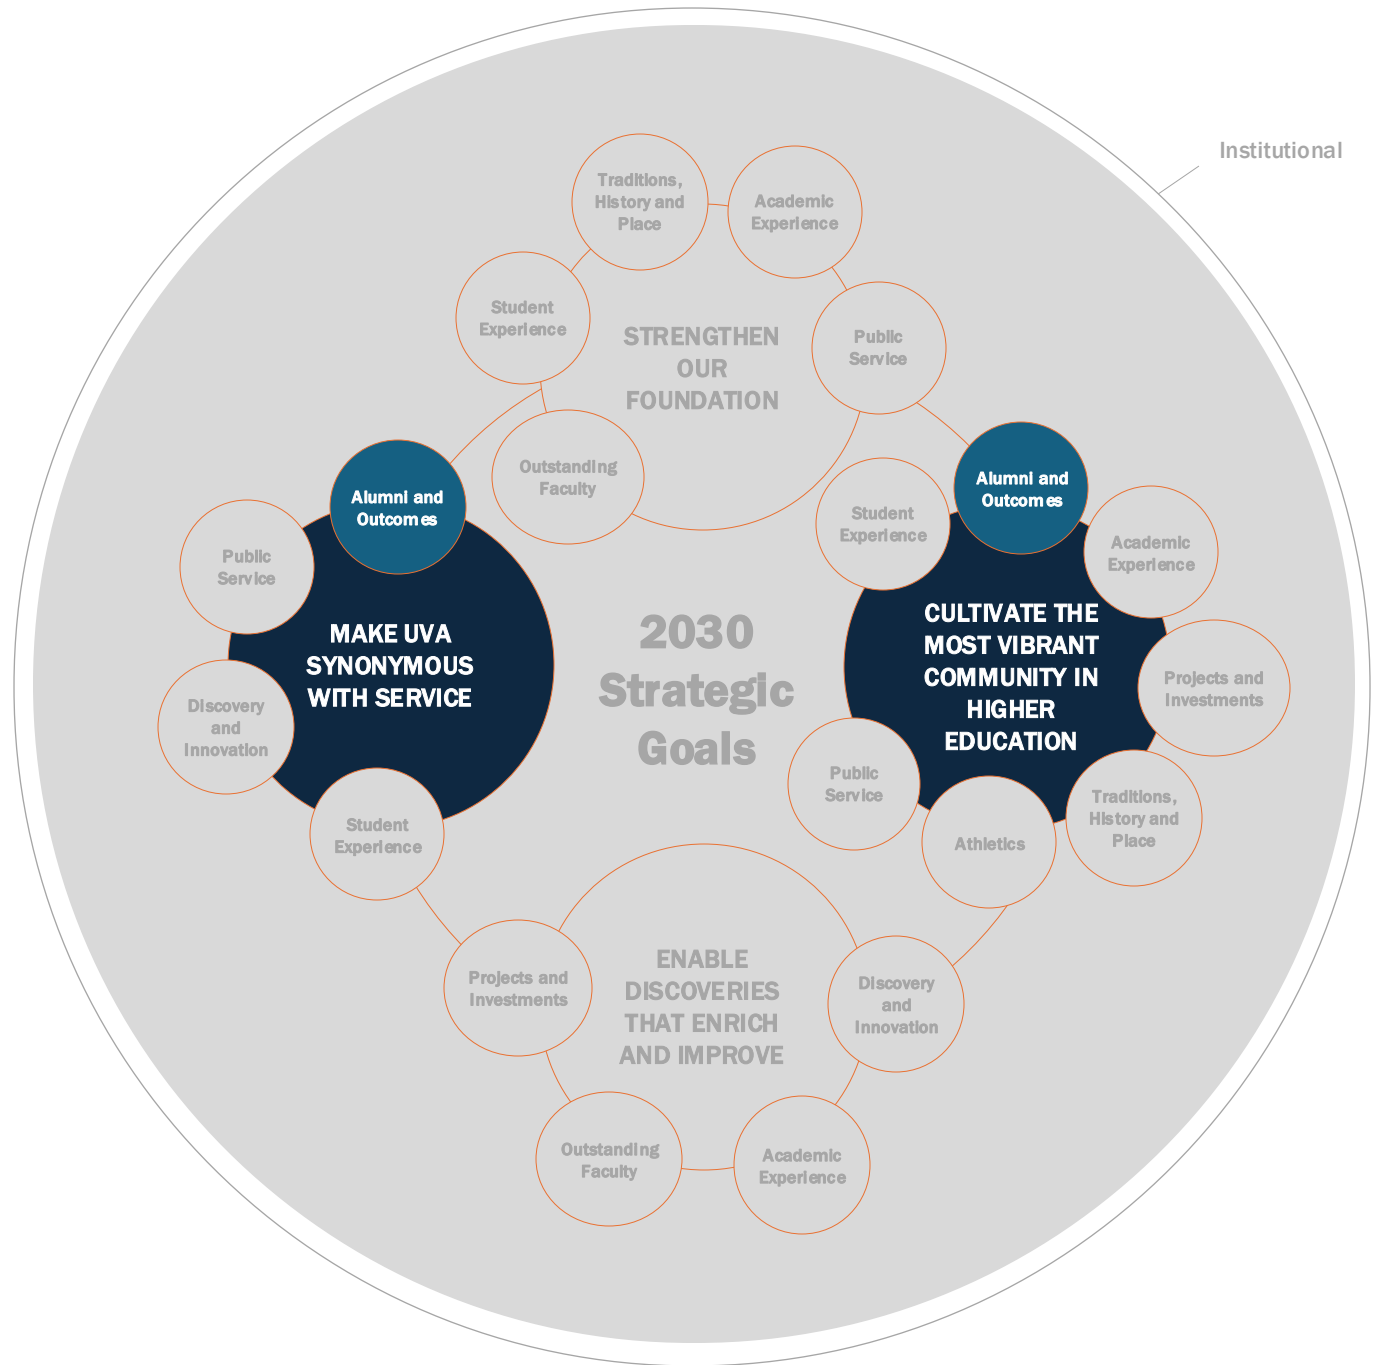 Institutional
Traditions,
History and
Place
Academic
Experience
Student
Experience
STRENGTHEN
OUR
FOUNDATION
Public
Service
Outstanding
Faculty
Alumni and
Outcomes
Public
Service
MAKE UVA
SYNONYMOUS
WITH SERVICE
Discovery
and
Innovation
Student
Experience
2030
Strategic
Goals
Alumni and
Outcomes
Student
Experience
Academic
Experience
CULTIVATE THE
MOST VIBRANT
COMMUNITY IN
HIGHER
EDUCATION
Projects and
Investments
Public
Service
Athletics
Traditions,
History and
Place
Projects and
Investments
ENABLE
DISCOVERIES
THAT ENRICH
AND IMPROVE
Discovery
and
Innovation
Outstanding
Faculty
Academic
Experience